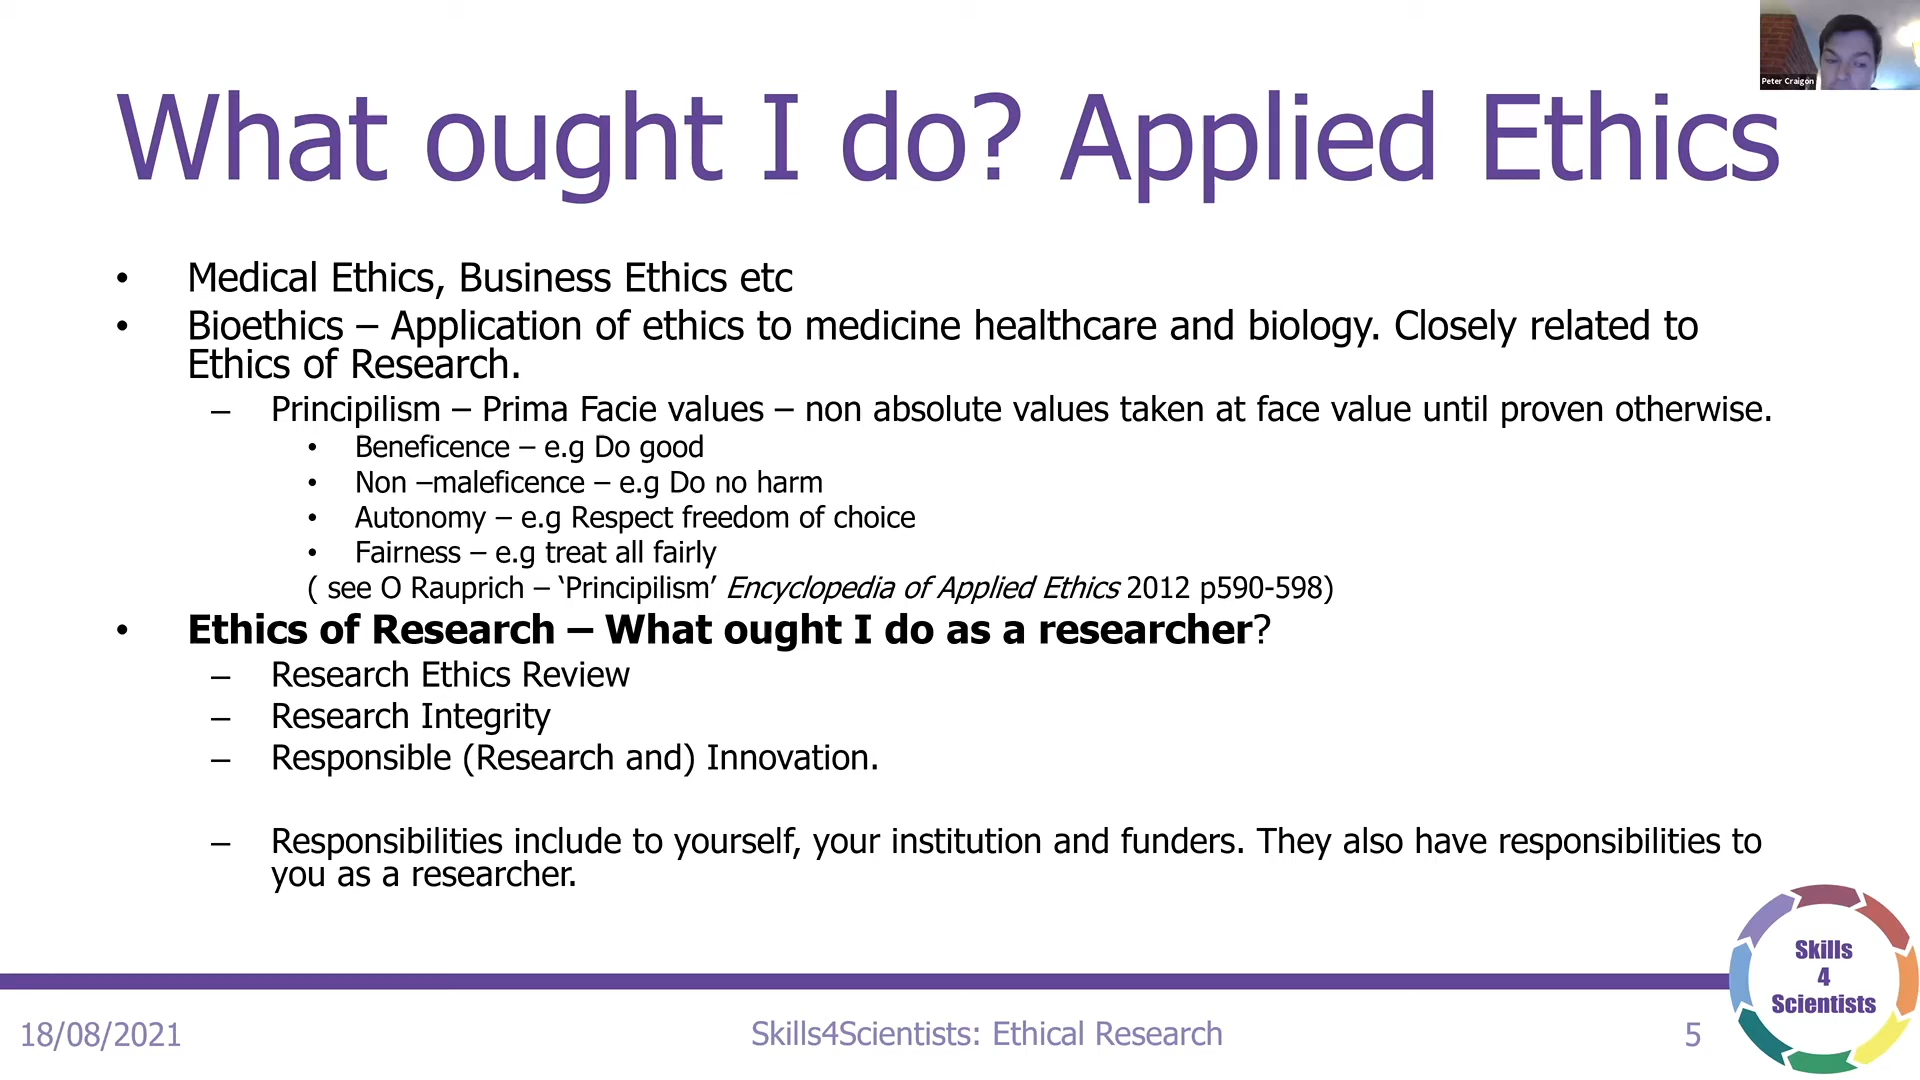 Peter Craigon
What ought I do? Applied Ethics
• Medical Ethics, Business Ethics etc
• Bioethics – Application of ethics to medicine healthcare and biology. Closely related to
Ethics of Research.
– Principilism – Prima Facie values – non absolute values taken at face value until proven otherwise.
• Beneficence – e.g Do good
• Non –maleficence – e.g Do no harm
• Autonomy – e.g Respect freedom of choice
• Fairness – e.g treat all fairly
( see O Rauprich – ‘Principilism’ Encyclopedia of Applied Ethics 2012 p590-598)
• Ethics of Research – What ought I do as a researcher?
– Research Ethics Review
– Research Integrity
– Responsible (Research and) Innovation.
– Responsibilities include to yourself, your institution and funders. They also have responsibilities to
you as a researcher.
Skills
4
Scientists
18/08/2021
Skills4Scientists: Ethical Research
5